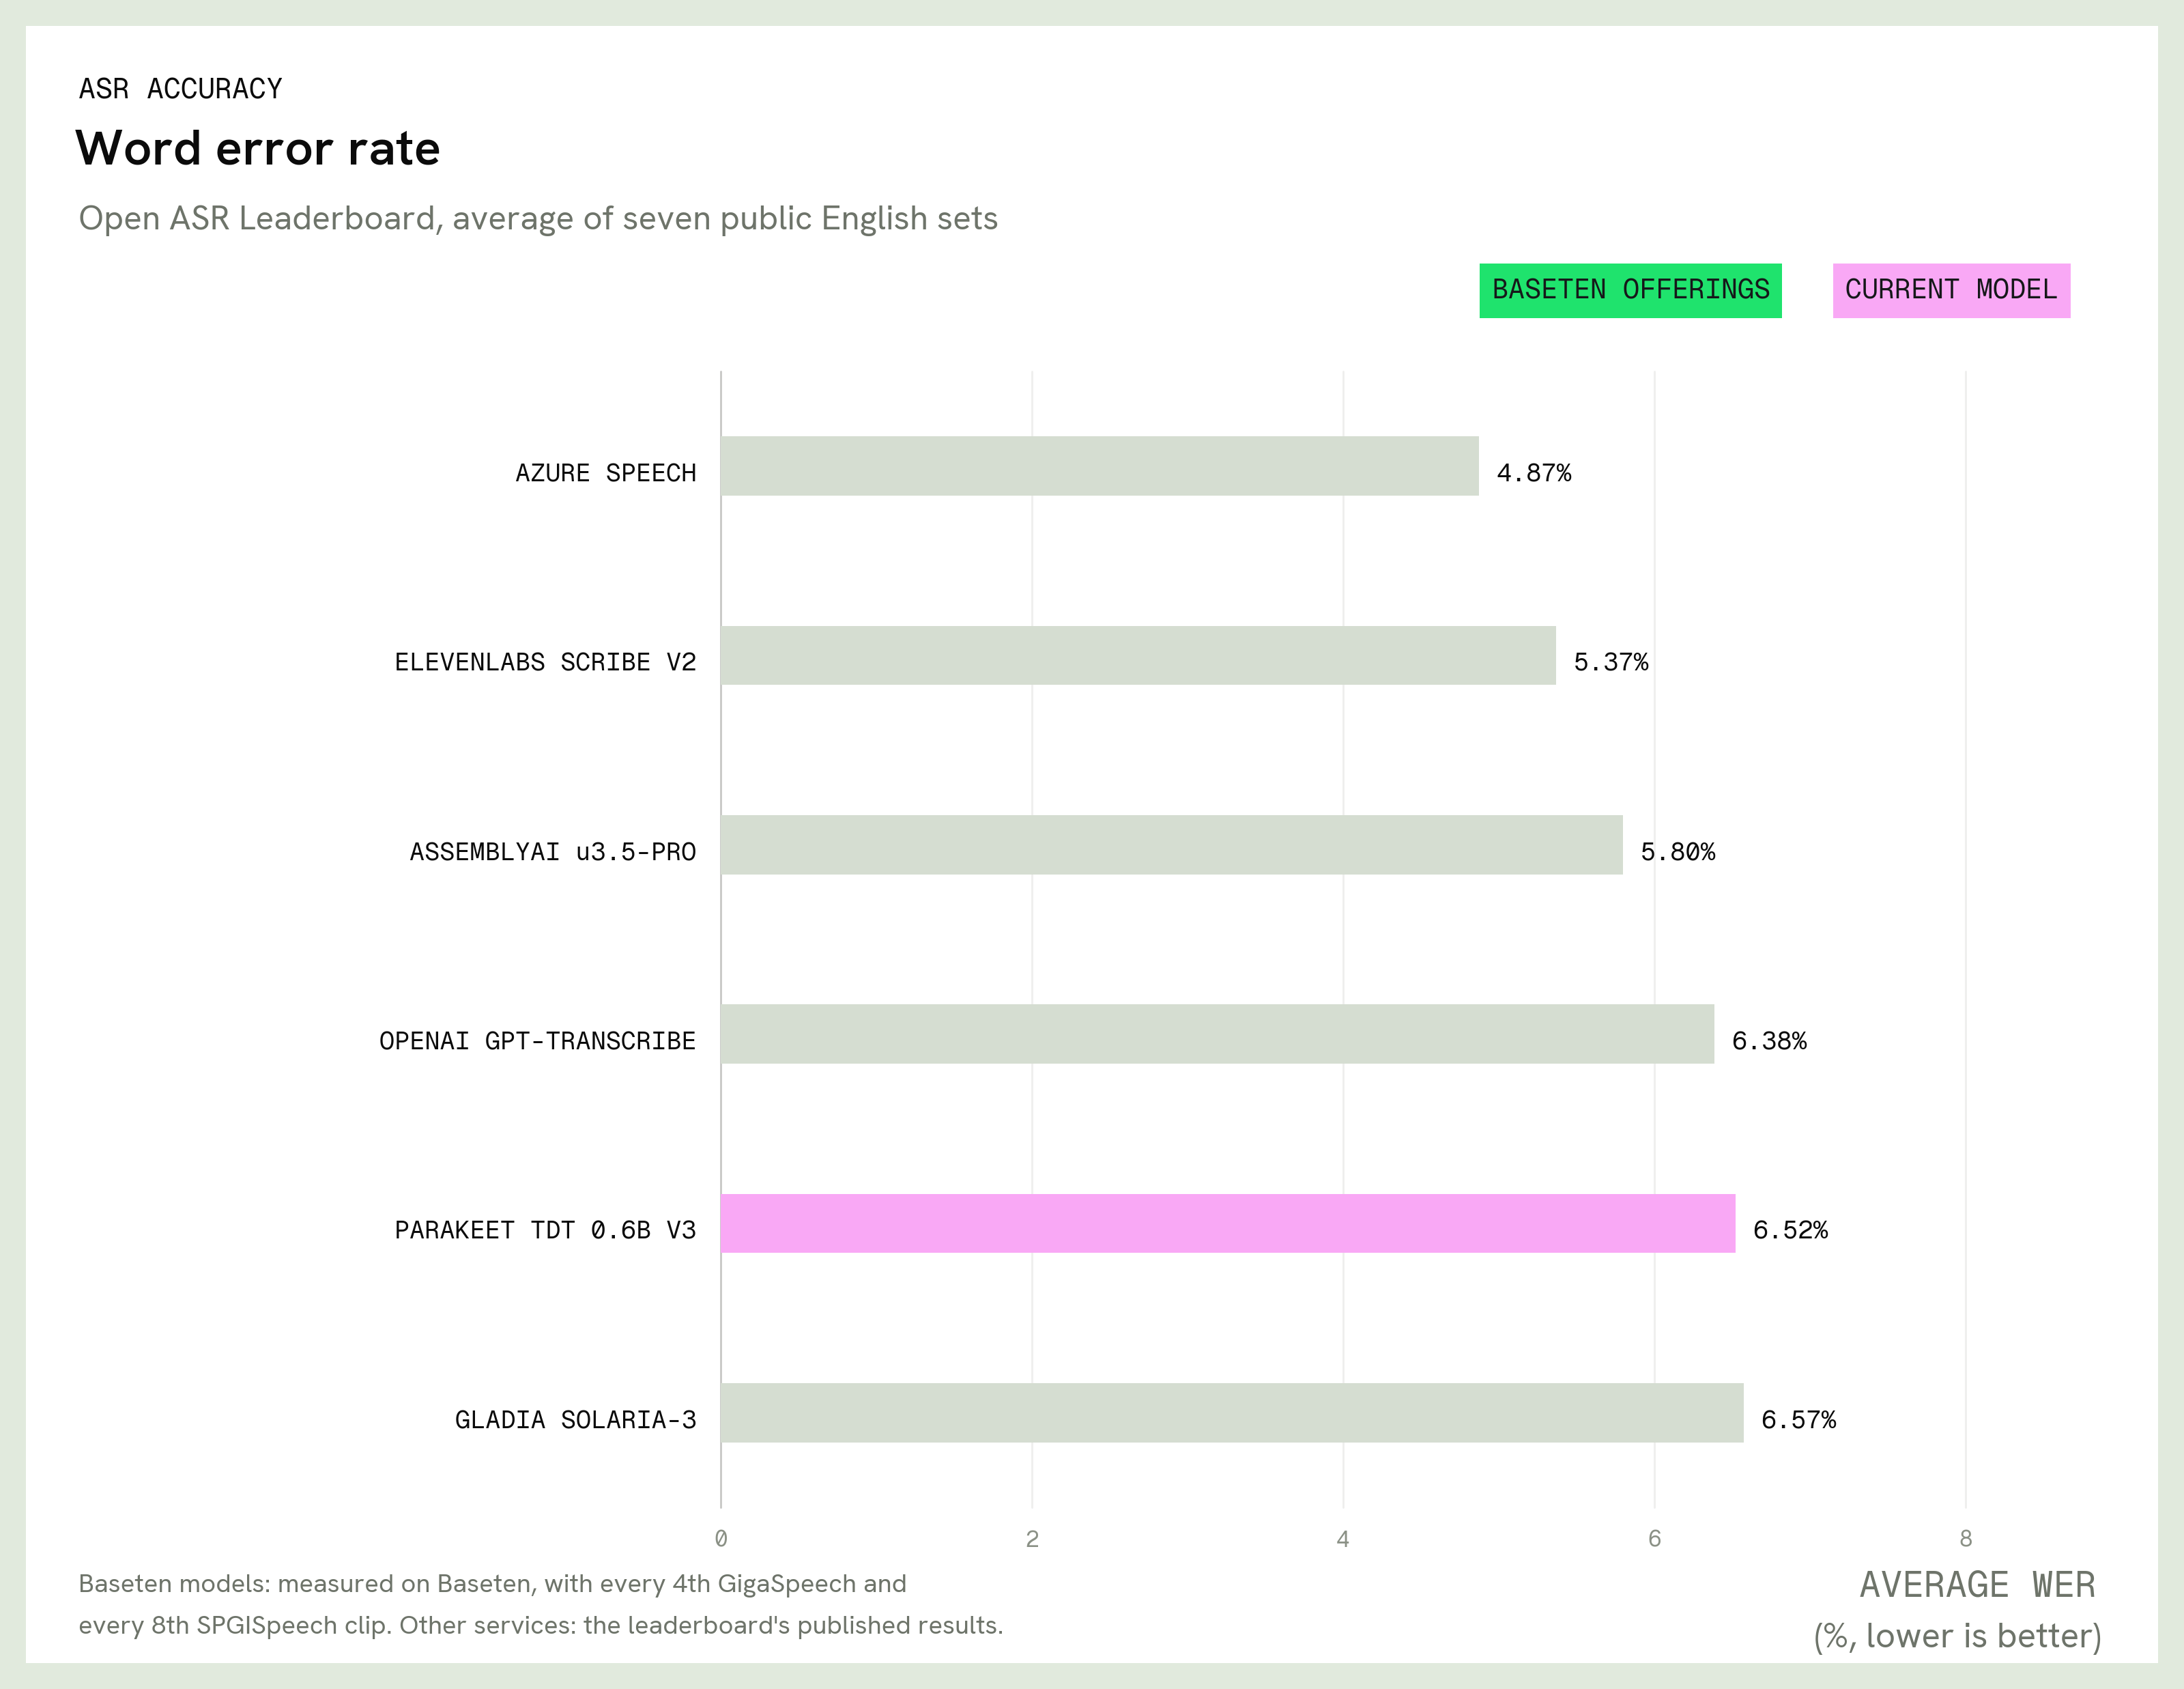 ASR ACCURACY
Word error rate
Open ASR Leaderboard, average of seven public English sets
BASETEN OFFERINGS
CURRENT MODEL
AZURE SPEECH 4.87%
ELEVENLABS SCRIBE V2 5.37%
ASSEMBLYAI u3.5-PRO 5.80%
OPENAI GPT-TRANSCRIBE 6.38%
PARAKEET TDT 0.6B V3 6.52%
GLADIA SOLARIA-3 6.57%
0 2 4 6 8
Baseten models: measured on Baseten, with every 4th GigaSpeech and
every 8th SPGISpeech clip. Other services: the leaderboard's published results.
AVERAGE WER
(%, lower is better)